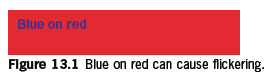 Blue on red
Figure 13.1 Blue on red can cause flickering.